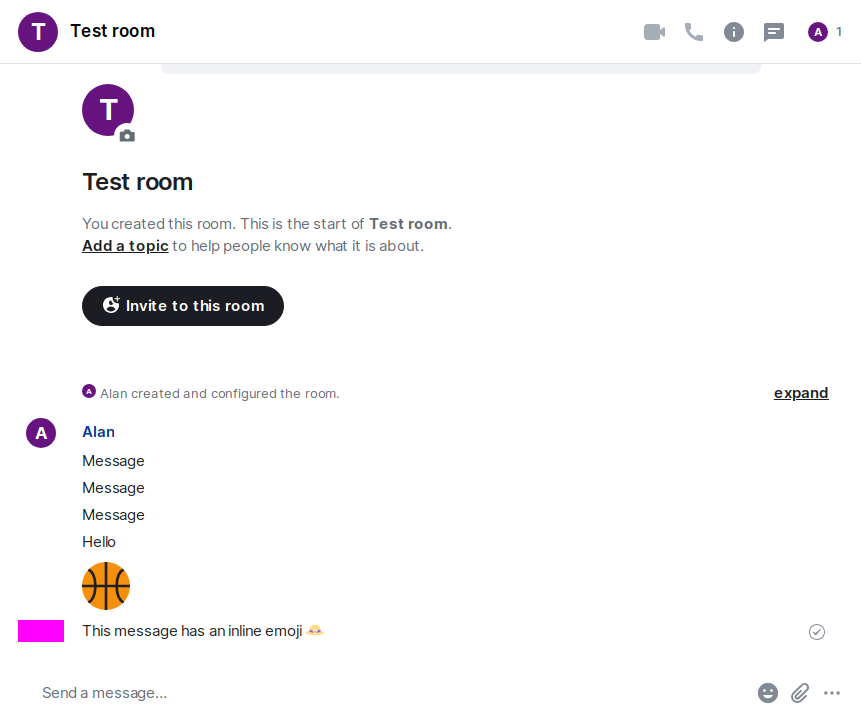 T Test room A 1
T
Test room
You created this room. This is the start of Test room.
Add a topic to help people know what it is about.
Invite to this room
A Alan created and configured the room. expand
A Alan
Message
Message
Message
Hello
This message has an inline emoji 👒
Send a message…